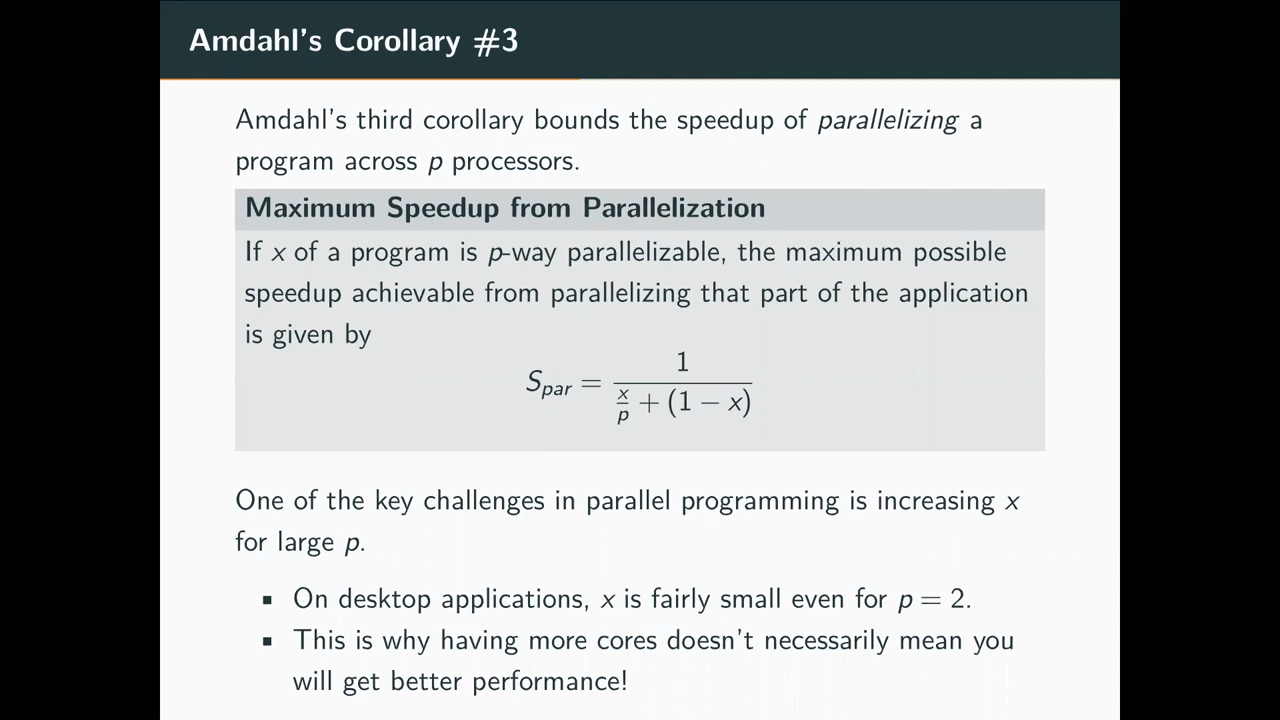 Amdahl's Corollary #3
Amdahl's third corollary bounds the speedup of parallelizing a
program across p processors.
Maximum Speedup from Parallelization
If x of a program is p-way parallelizable, the maximum possible
speedup achievable from parallelizing that part of the application
is given by
S_par = 1 / (x/p + (1 − x))
One of the key challenges in parallel programming is increasing x
for large p.
▪ On desktop applications, x is fairly small even for p = 2.
▪ This is why having more cores doesn't necessarily mean you
will get better performance!